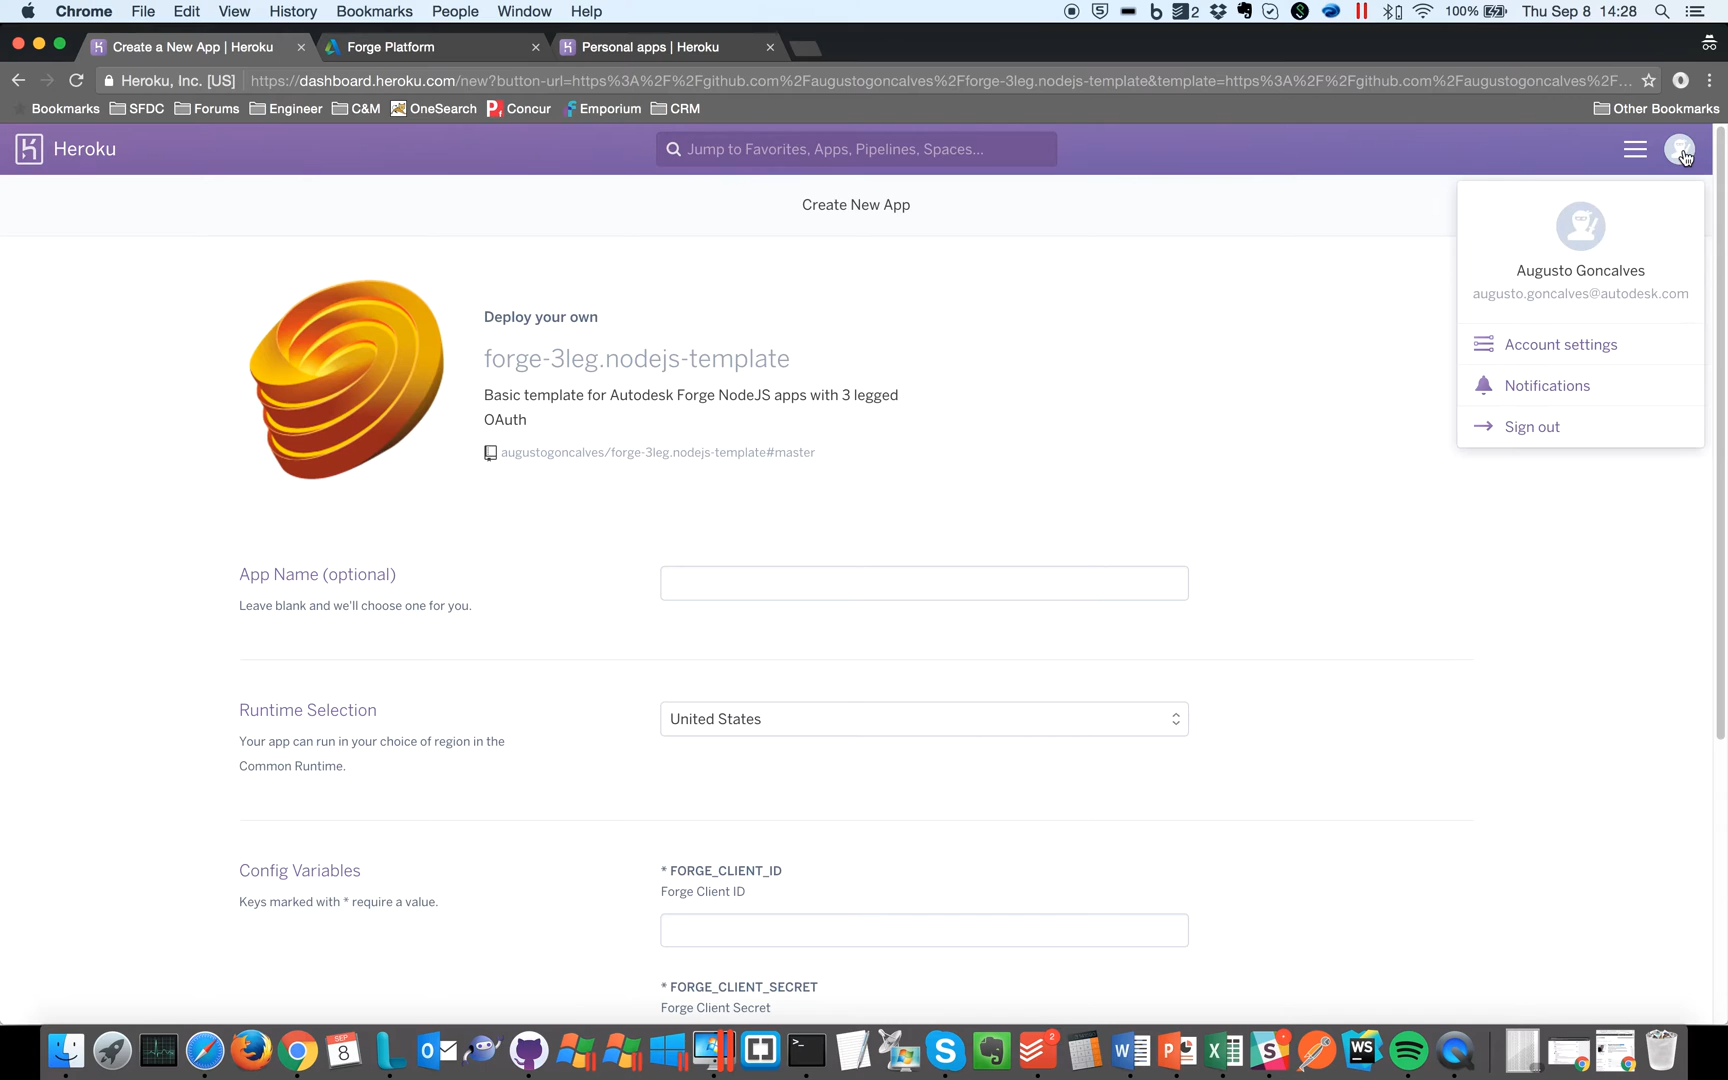 Chrome File Edit View History Bookmarks People Window Help 2 100% Thu Sep 8 14:28
Create a New App | Heroku Forge Platform Personal apps | Heroku
Heroku, Inc. [US] https://dashboard.heroku.com/new?button-url=https%3A%2F%2Fgithub.com%2Faugustogoncalves%2Fforge-3leg.nodejs-template&template=https%3A%2F%2Fgithub.com%2Faugustogoncalves%2F...
Bookmarks SFDC Forums Engineer C&M OneSearch Concur Emporium CRM Other Bookmarks
Heroku Jump to Favorites, Apps, Pipelines, Spaces...
Create New App
Augusto Goncalves
augusto.goncalves@autodesk.com
Account settings
Notifications
Sign out
Deploy your own
forge-3leg.nodejs-template
Basic template for Autodesk Forge NodeJS apps with 3 legged
OAuth
augustogoncalves/forge-3leg.nodejs-template#master
App Name (optional)
Leave blank and we'll choose one for you.
Runtime Selection
Your app can run in your choice of region in the
Common Runtime.
United States
Config Variables
Keys marked with * require a value.
* FORGE_CLIENT_ID
Forge Client ID
* FORGE_CLIENT_SECRET
Forge Client Secret
SEP
8
2
WS